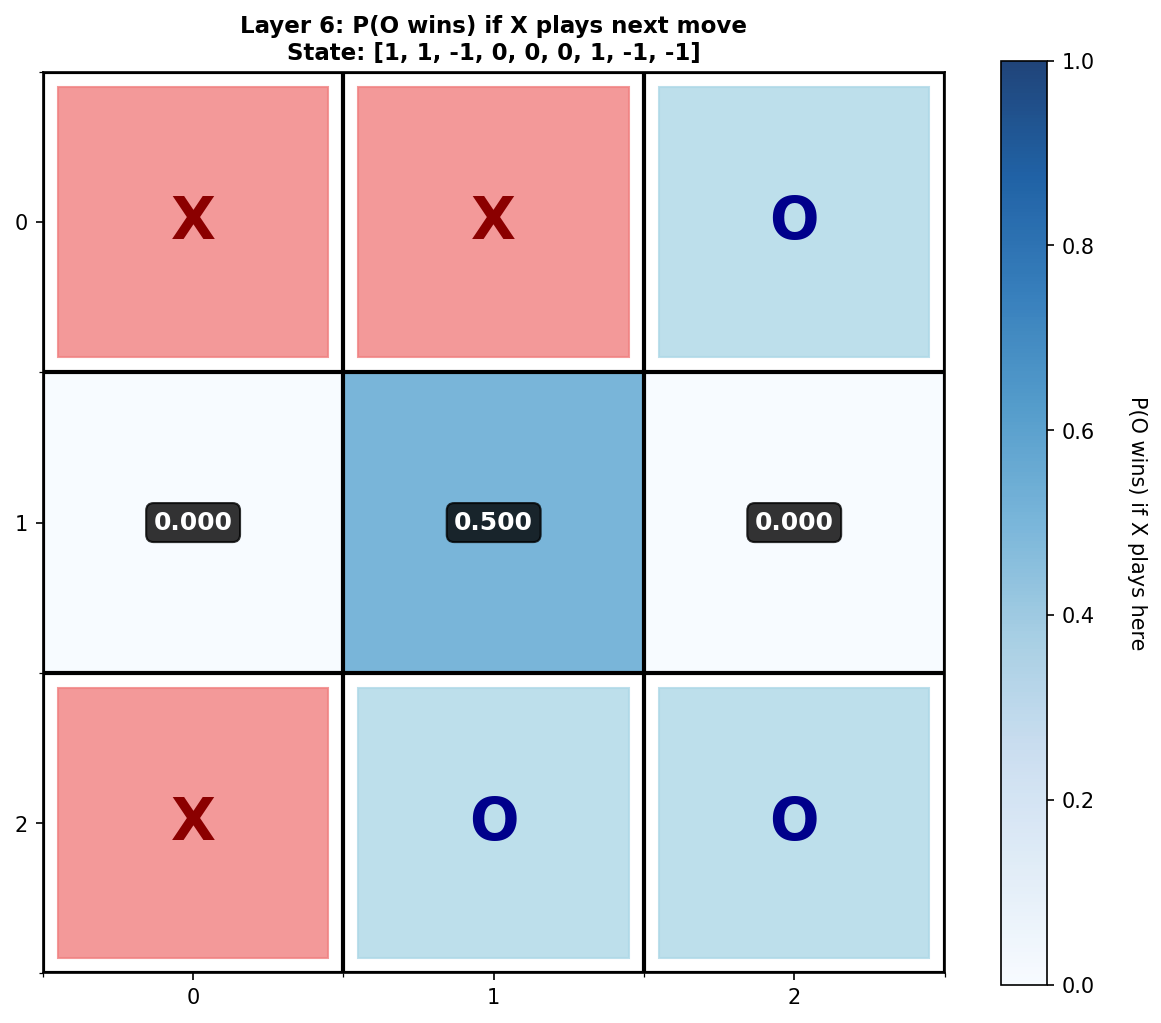 Layer 6: P(O wins) if X plays next move
State: [1, 1, -1, 0, 0, 0, 1, -1, -1]
X X O
0.000 0.500 0.000
X O O
0
1
2
0 1 2
1.0
0.8
0.6
0.4
0.2
0.0
P(O wins) if X plays here